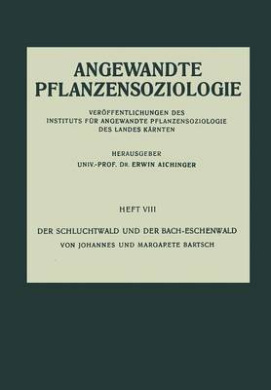 ANGEWANDTE
PFLANZENSOZIOLOGIE
VERÖFFENTLICHUNGEN DES
INSTITUTS FÜR ANGEWANDTE PFLANZENSOZIOLOGIE
DES LANDES KÄRNTEN
HERAUSGEBER
UNIV.-PROF. DR. ERWIN AICHINGER
HEFT VIII
DER SCHLUCHTWALD UND DER BACH-ESCHENWALD
VON JOHANNES UND MARGARETE BARTSCH